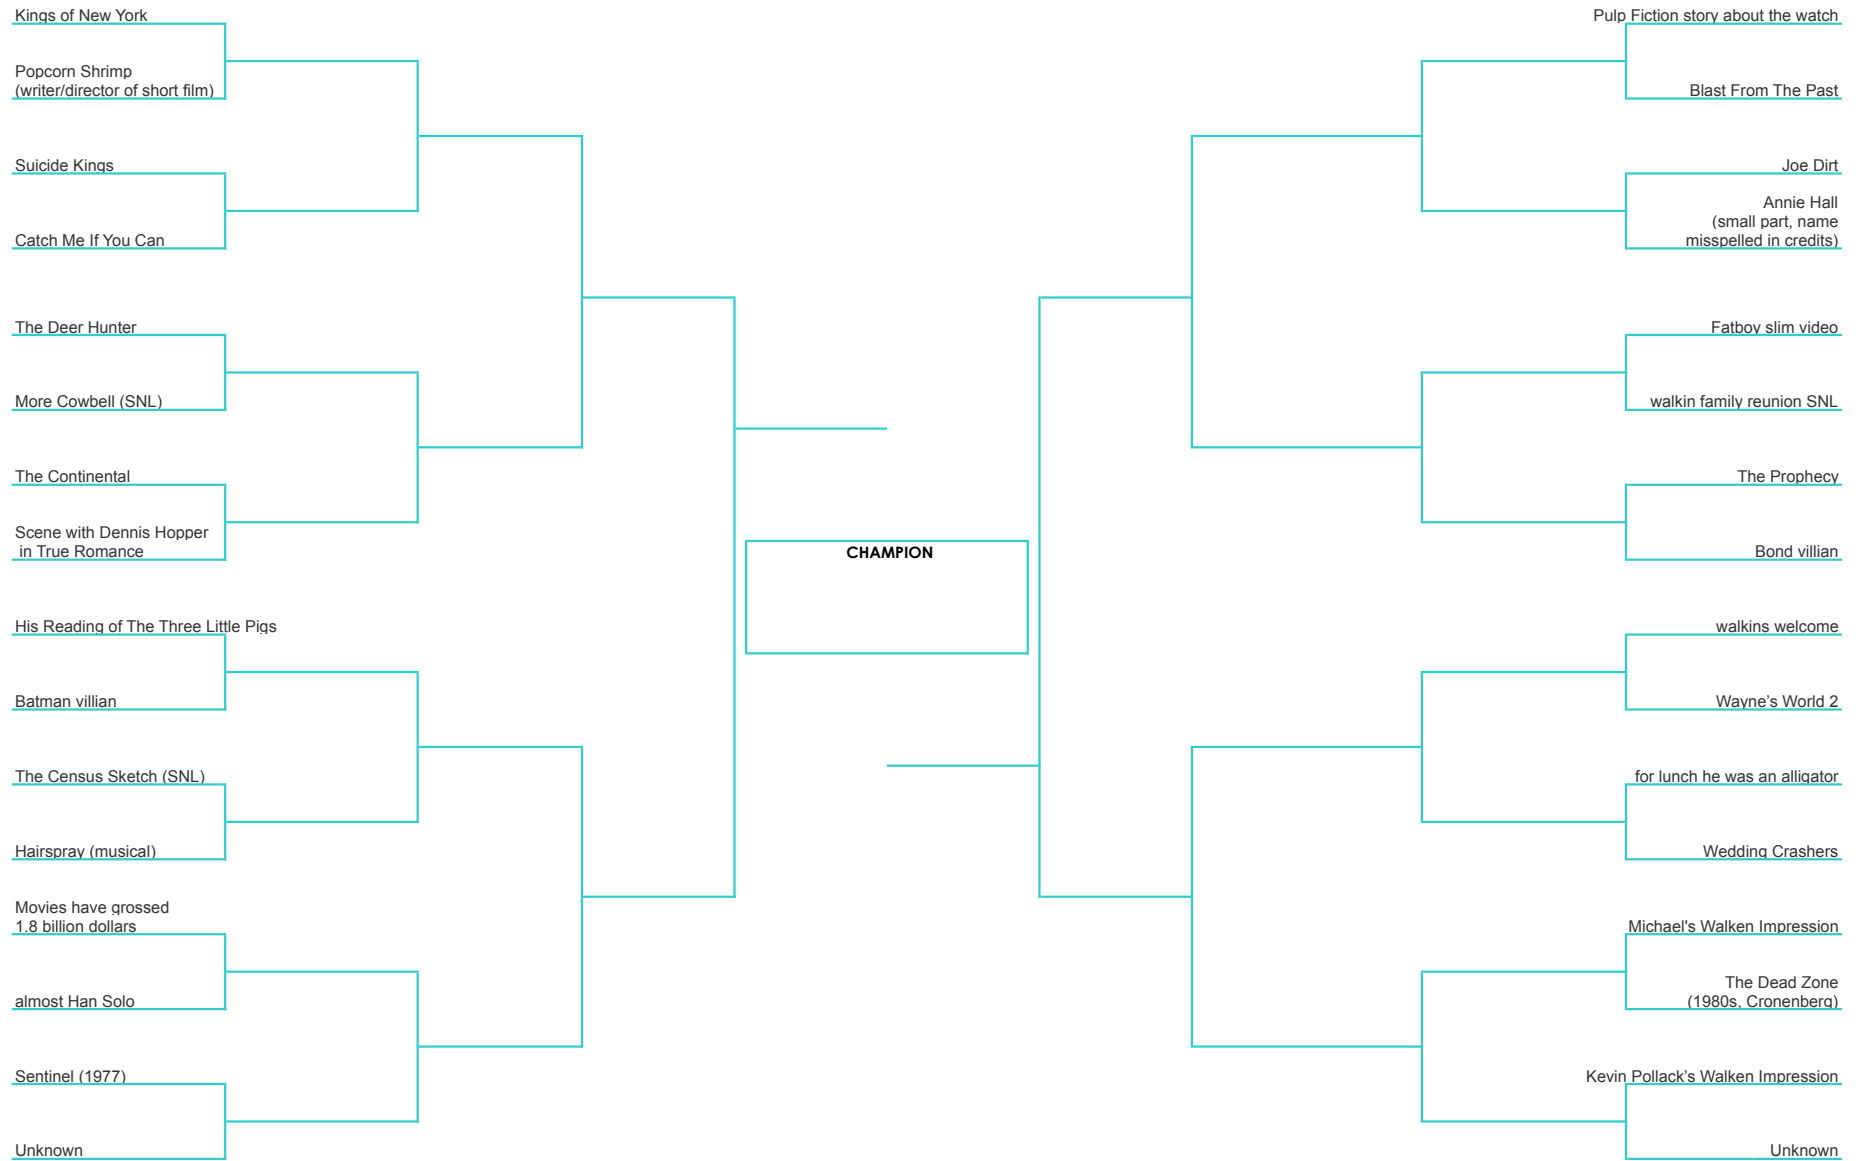 Kings of New York
Popcorn Shrimp
(writer/director of short film)
Suicide Kings
Catch Me If You Can
The Deer Hunter
More Cowbell (SNL)
The Continental
Scene with Dennis Hopper
in True Romance
His Reading of The Three Little Pigs
Batman villian
The Census Sketch (SNL)
Hairspray (musical)
Movies have grossed
1.8 billion dollars
almost Han Solo
Sentinel (1977)
Unknown
CHAMPION
Pulp Fiction story about the watch
Blast From The Past
Joe Dirt
Annie Hall
(small part, name
misspelled in credits)
Fatboy slim video
walkin family reunion SNL
The Prophecy
Bond villian
walkins welcome
Wayne’s World 2
for lunch he was an alligator
Wedding Crashers
Michael's Walken Impression
The Dead Zone
(1980s, Cronenberg)
Kevin Pollack’s Walken Impression
Unknown